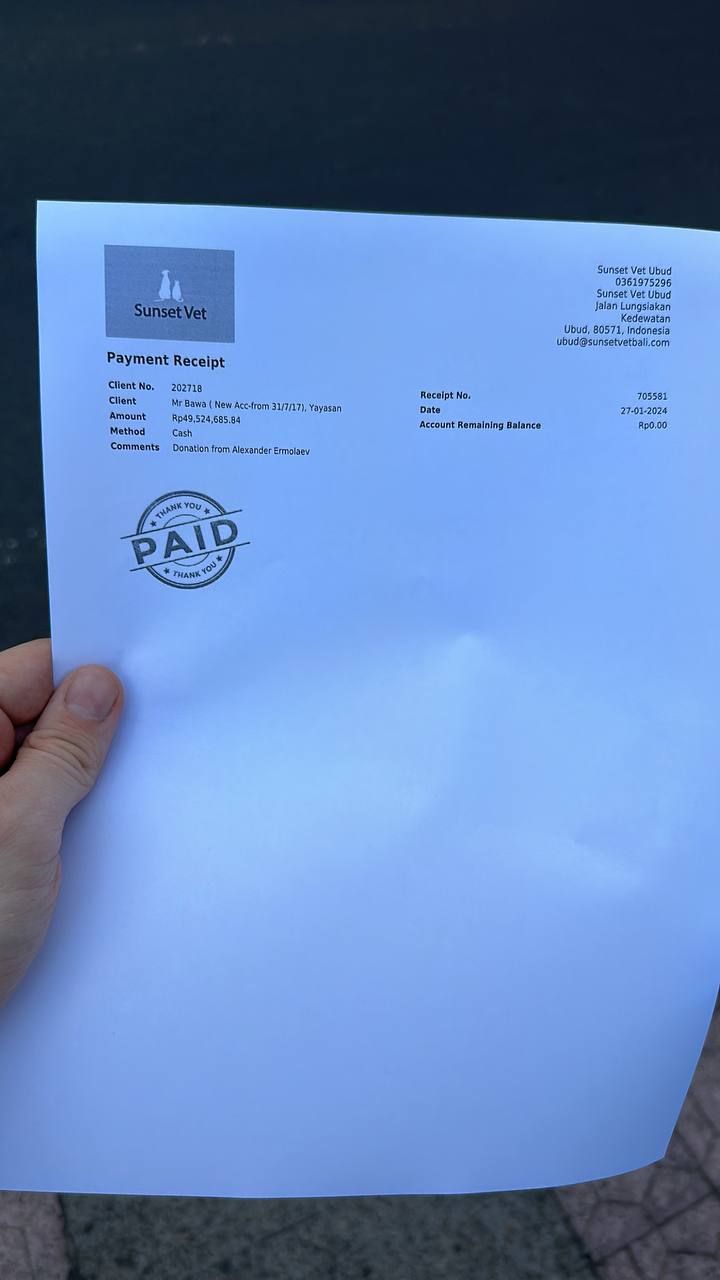 Sunset Vet
Sunset Vet Ubud
0361975296
Sunset Vet Ubud
Jalan Lungsiakan
Kedewatan
Ubud, 80571, Indonesia
ubud@sunsetvetbali.com
Payment Receipt
Client No. 202718
Client Mr Bawa ( New Acc-from 31/7/17), Yayasan
Amount Rp49,524,685.84
Method Cash
Comments Donation from Alexander Ermolaev
Receipt No. 705581
Date 27-01-2024
Account Remaining Balance Rp0.00
THANK YOU
PAID
THANK YOU